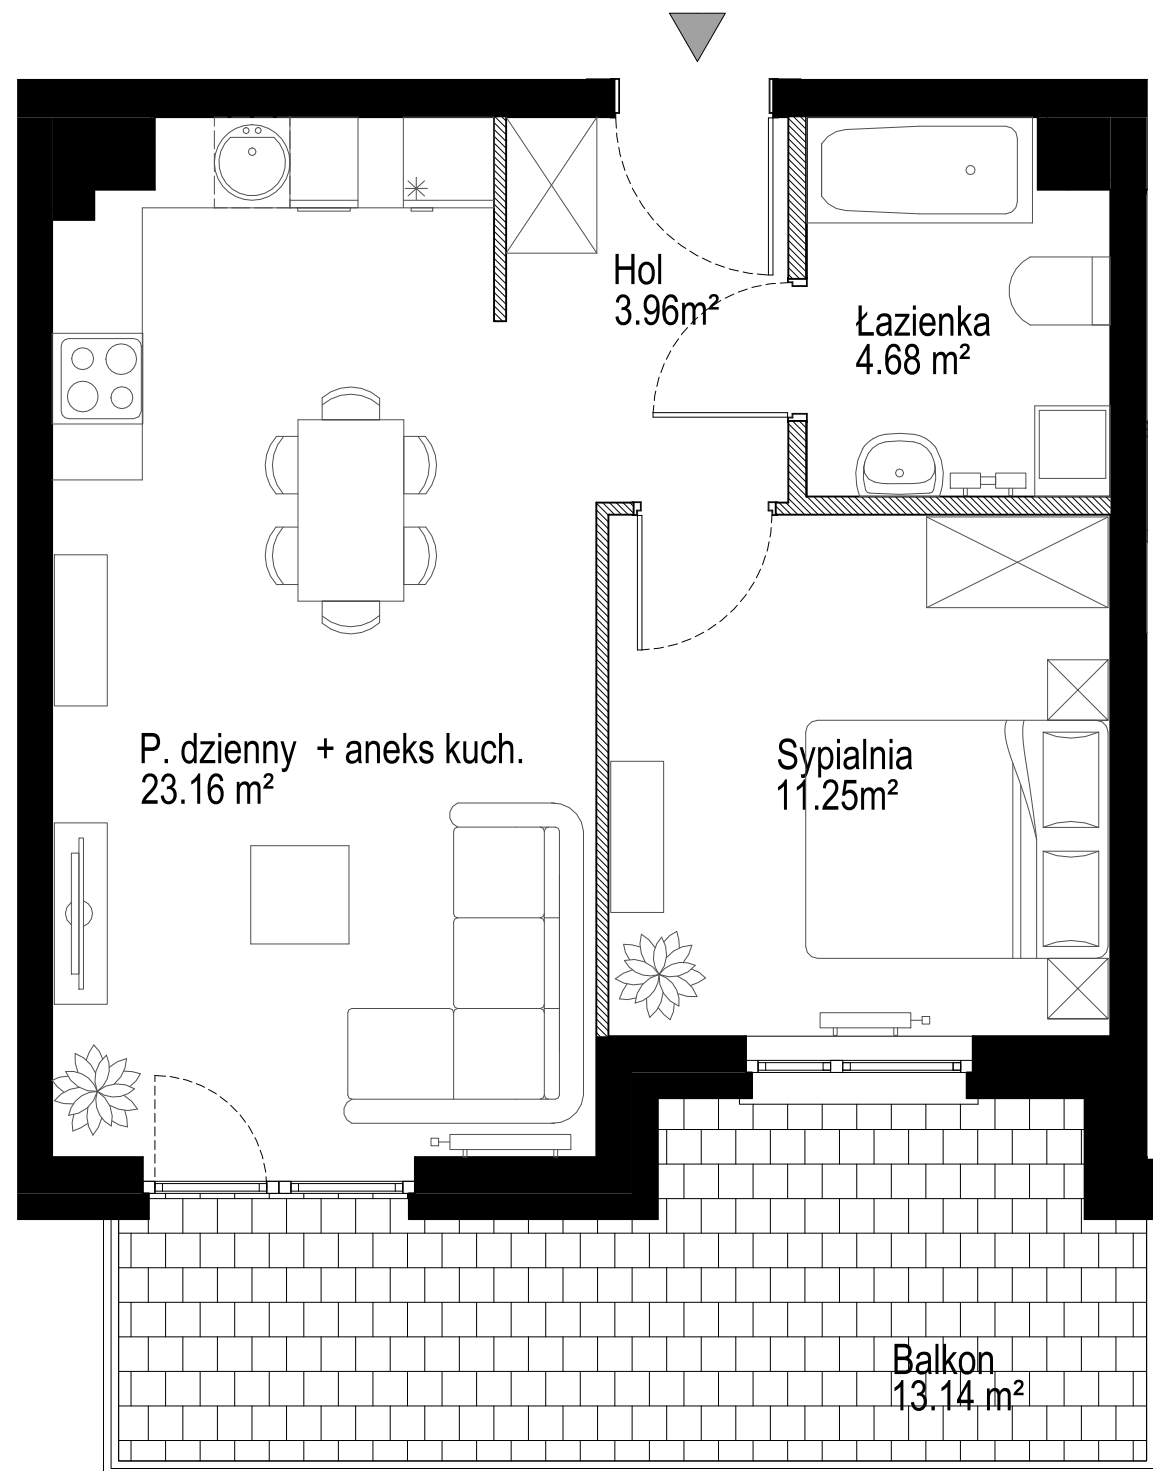 Hol
3.96m²
Łazienka
4.68 m²
P. dzienny + aneks kuch.
23.16 m²
Sypialnia
11.25m²
Balkon
13.14 m²